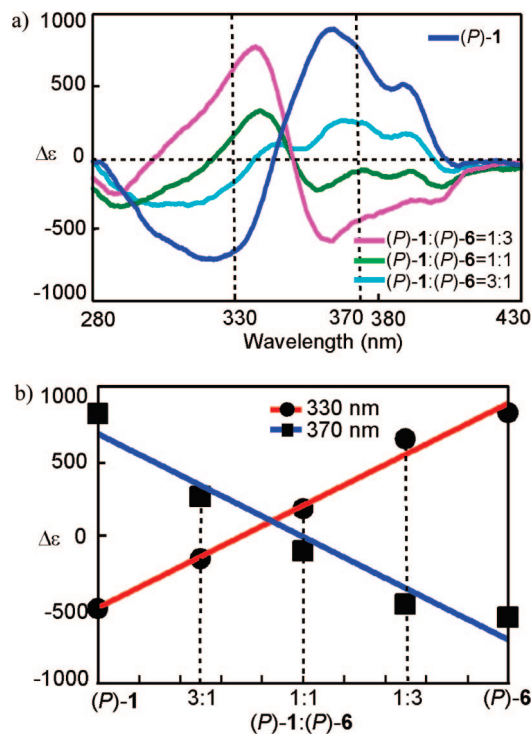 a)
1000
500
0
-500
-1000
Δε
(P)-1
(P)-1:(P)-6=1:3
(P)-1:(P)-6=1:1
(P)-1:(P)-6=3:1
280 330 370 380 430
Wavelength (nm)
b)
1000
500
0
-500
-1000
Δε
330 nm
370 nm
(P)-1 3:1 1:1 1:3 (P)-6
(P)-1:(P)-6